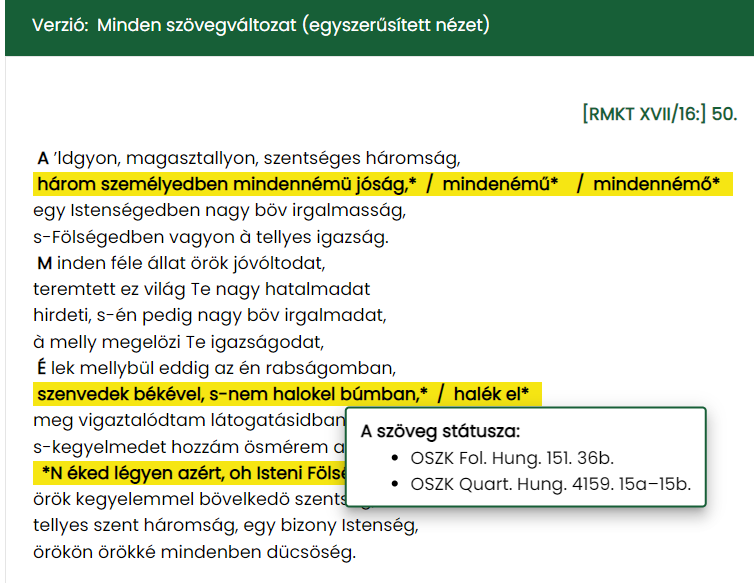 Verzió: Minden szövegváltozat (egyszerűsített nézet)
[RMKT XVII/16:] 50.
A 'ldgyon, magasztallyon, szentséges háromság,
három személyedben mindennémü jóság,* / mindenémű* / mindennémő*
egy Istenségedben nagy böv irgalmasság,
s-Fölségedben vagyon à tellyes igazság.
M inden féle állat örök jóvóltodat,
teremtett ez világ Te nagy hatalmadat
hirdeti, s-én pedig nagy böv irgalmadat,
à melly megelözi Te igazságodat,
É lek mellybül eddig az én rabságomban,
szenvedek békével, s-nem halokel búmban,* / halék el*
meg vigaztalódtam látogatásidban
s-kegyelmedet hozzám ösmérem a
*N éked légyen azért, oh Isteni Fölsé
örök kegyelemmel bövelkedö szents
tellyes szent háromság, egy bizony Istenség,
örökön örökké mindenben dücsöség.
A szöveg státusza:
• OSZK Fol. Hung. 151. 36b.
• OSZK Quart. Hung. 4159. 15a–15b.